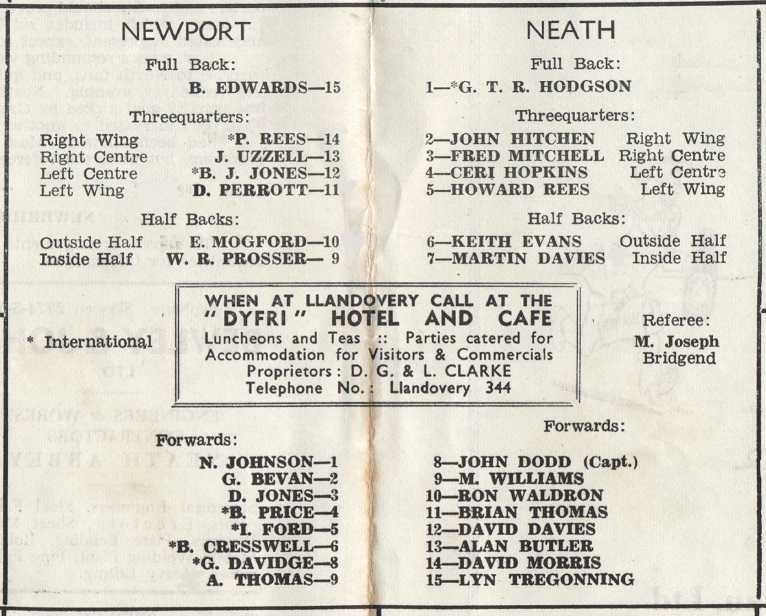 NEWPORT
Full Back:
B. EDWARDS—15
Threequarters:
Right Wing *P. REES—14
Right Centre J. UZZELL—13
Left Centre *B. J. JONES—12
Left Wing D. PERROTT—11
Half Backs:
Outside Half E. MOGFORD—10
Inside Half W. R. PROSSER— 9
NEATH
Full Back:
1—*G. T. R. HODGSON
Threequarters:
2—JOHN HITCHEN Right Wing
3—FRED MITCHELL Right Centre
4—CERI HOPKINS Left Centre
5—HOWARD REES Left Wing
Half Backs:
6—KEITH EVANS Outside Half
7—MARTIN DAVIES Inside Half
* International
WHEN AT LLANDOVERY CALL AT THE
"DYFRI" HOTEL AND CAFE
Luncheons and Teas :: Parties catered for
Accommodation for Visitors & Commercials
Proprietors: D. G. & L. CLARKE
Telephone No.: Llandovery 344
Referee:
M. Joseph
Bridgend
Forwards:
N. JOHNSON—1
G. BEVAN—2
D. JONES—3
*B. PRICE—4
*I. FORD—5
*B. CRESSWELL—6
*G. DAVIDGE—8
A. THOMAS—9
Forwards:
8—JOHN DODD (Capt.)
9—M. WILLIAMS
10—RON WALDRON
11—BRIAN THOMAS
12—DAVID DAVIES
13—ALAN BUTLER
14—DAVID MORRIS
15—LYN TREGONNING